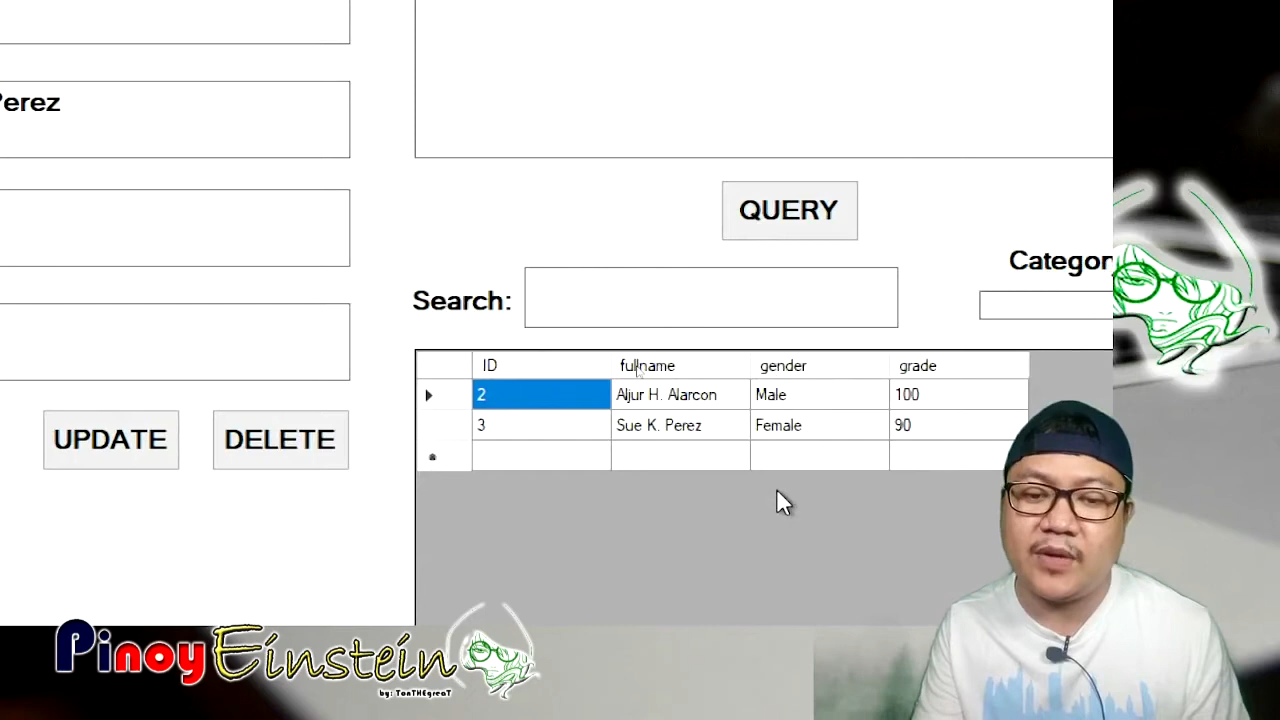 Perez
QUERY
Categor
Search:
ID fullname gender grade
2 Aljur H. Alarcon Male 100
3 Sue K. Perez Female 90
UPDATE DELETE
PinoyEinstein
by: TonTHEgreaT